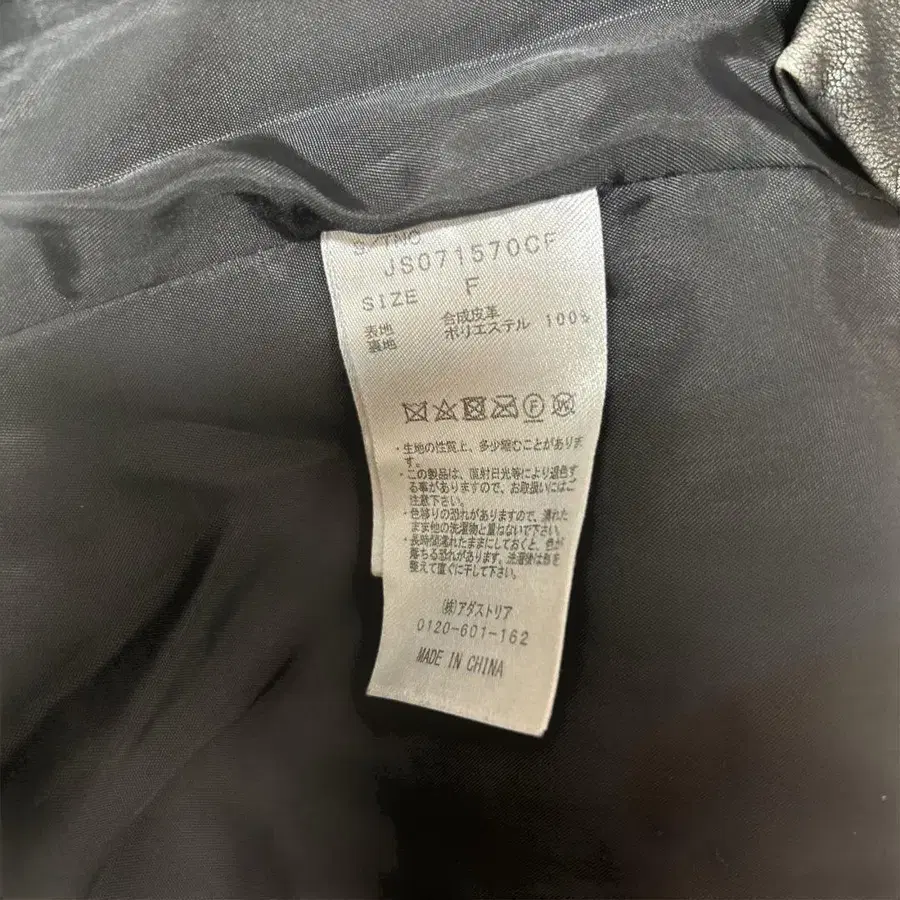 S/TNO
JS071570CF
SIZE F
表地 合成皮革
裏地 ポリエステル 100%
F
W
・生地の性質上、多少縮むことがありま
す。
・この製品は、直射日光等により退色す
る事がありますので、お取扱いにはご
注意下さい。
・色移りの恐れがありますので、濡れた
まま他の洗濯物と重ねないで下さい。
・長時間濡れたままにしておくと、色が
落ちる恐れがあります。洗濯後は形を
整えて直ぐに干して下さい。
㈱アダストリア
0120-601-162
MADE IN CHINA